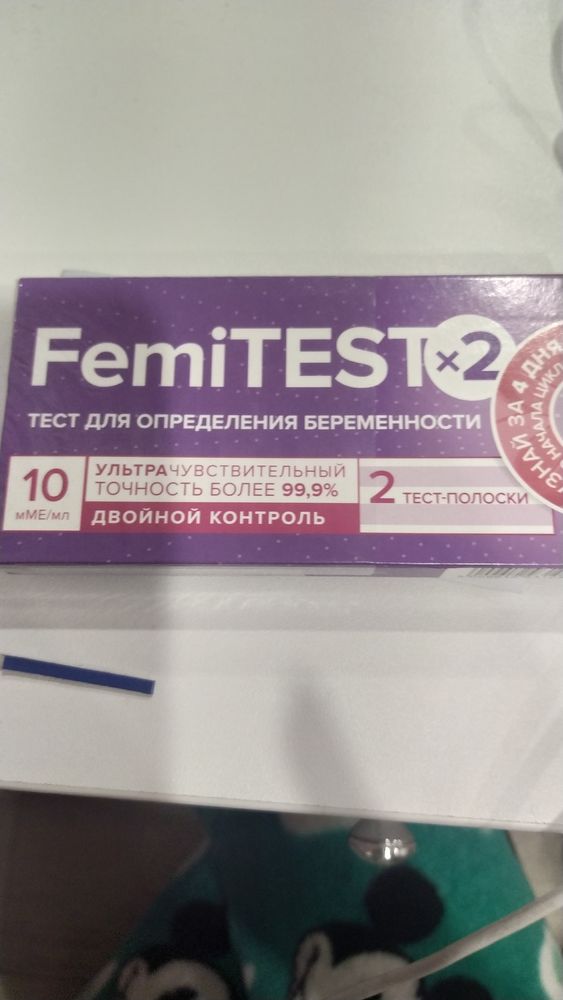 FemiTEST ×2
ТЕСТ ДЛЯ ОПРЕДЕЛЕНИЯ БЕРЕМЕННОСТИ
10
мМЕ/мл
УЛЬТРАЧУВСТВИТЕЛЬНЫЙ
ТОЧНОСТЬ БОЛЕЕ 99,9%
ДВОЙНОЙ КОНТРОЛЬ
2 ТЕСТ-ПОЛОСКИ
УЗНАЙ ЗА 4 ДНЯ
НАЧАЛА